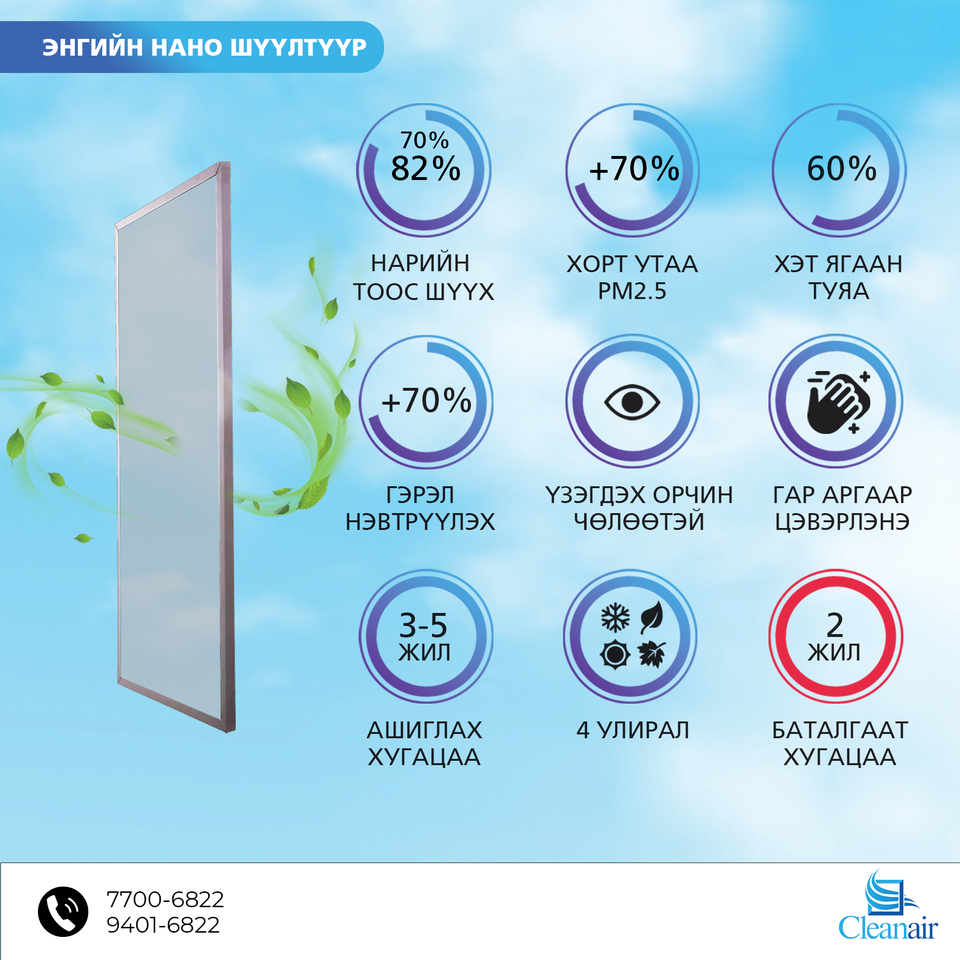 ЭНГИЙН НАНО ШҮҮЛТҮҮР
70%
82%
НАРИЙН
ТООС ШҮҮХ
+70%
ХОРТ УТАА
PM2.5
60%
ХЭТ ЯГААН
ТУЯА
+70%
ГЭРЭЛ
НЭВТРҮҮЛЭХ
ҮЗЭГДЭХ ОРЧИН
ЧӨЛӨӨТЭЙ
ГАР АРГААР
ЦЭВЭРЛЭНЭ
3-5
ЖИЛ
АШИГЛАХ
ХУГАЦАА
4 УЛИРАЛ
2
ЖИЛ
БАТАЛГААТ
ХУГАЦАА
7700-6822
9401-6822
Cleanair